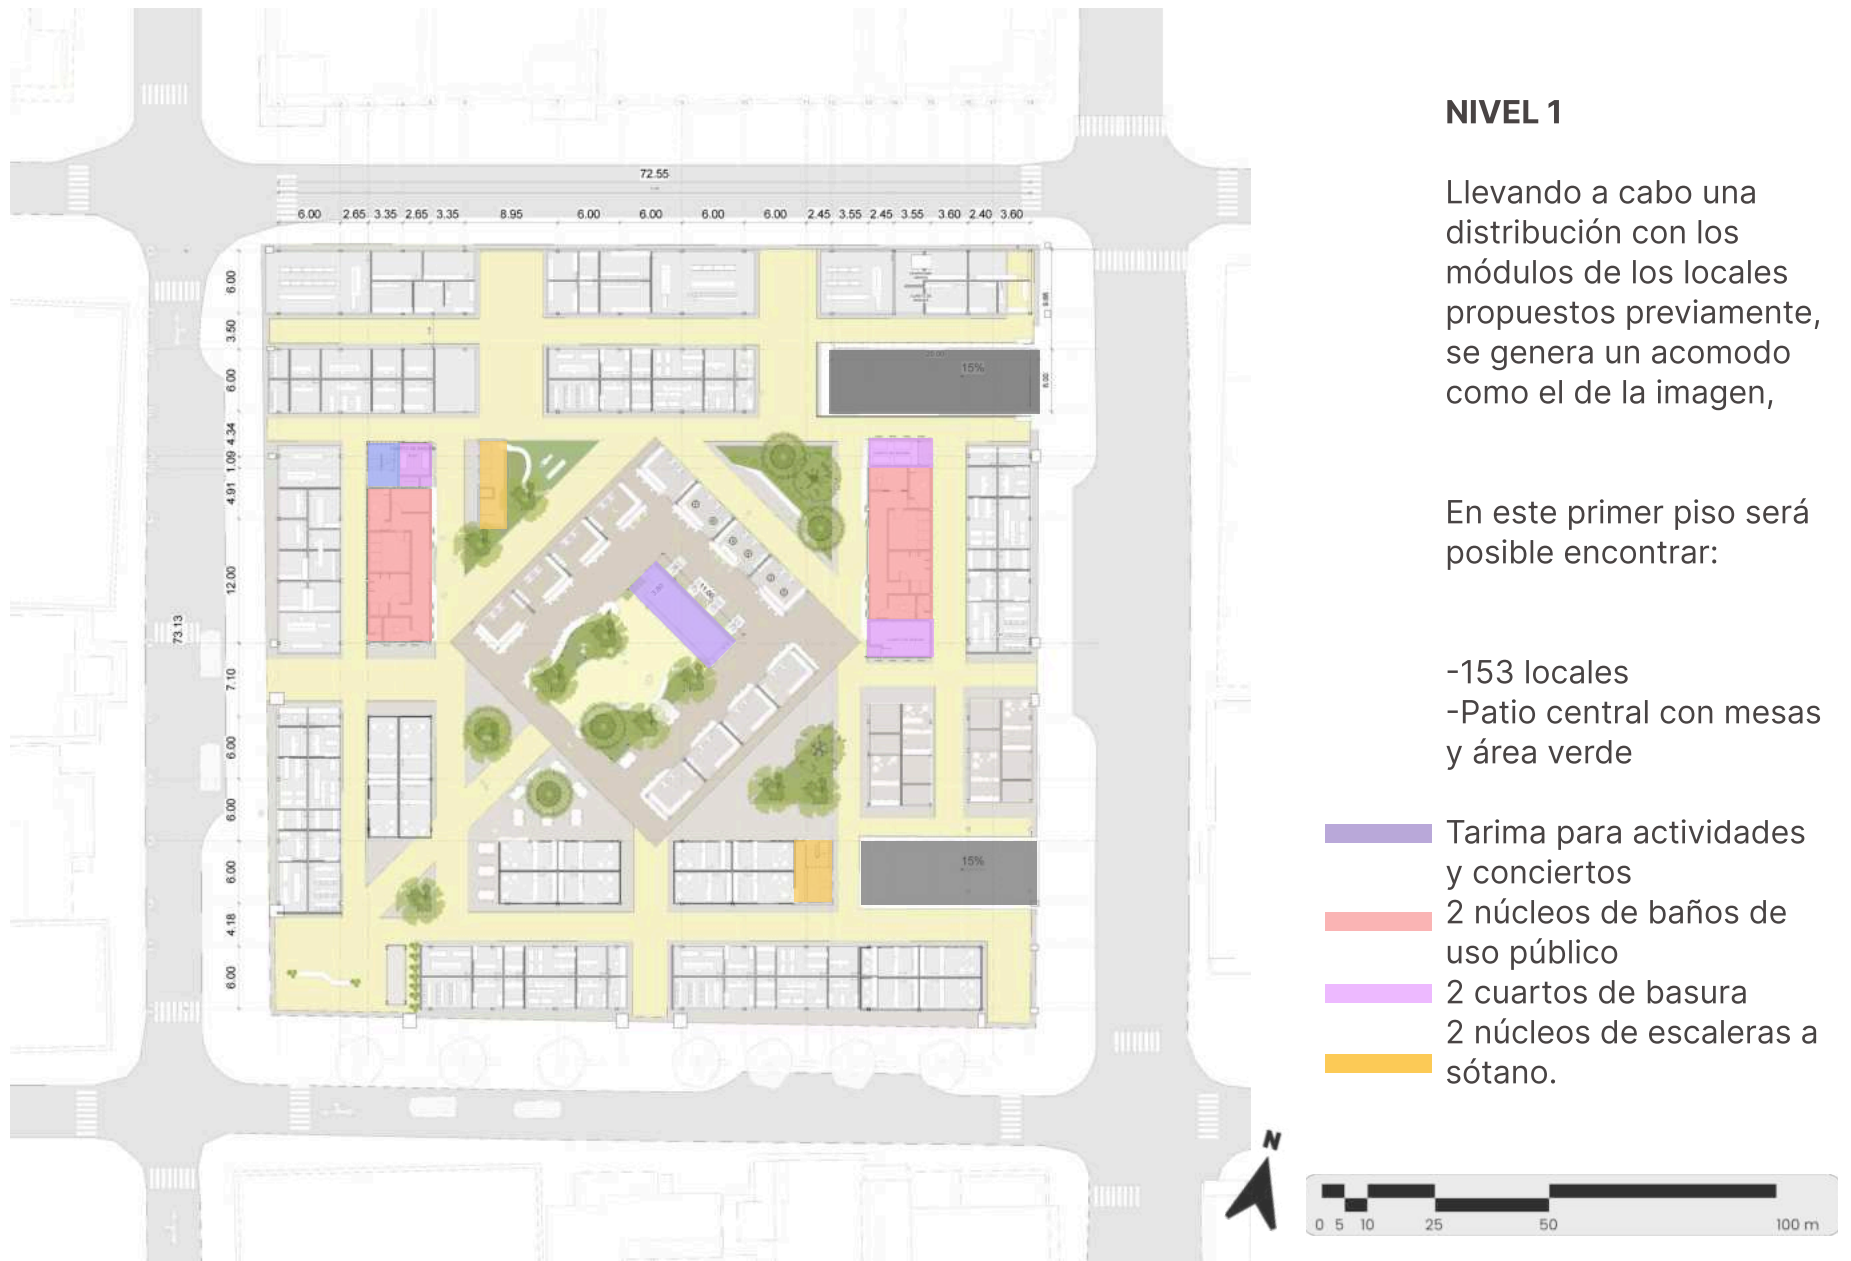 72.55
6.00 2.65 3.35 2.65 3.35 8.95 6.00 6.00 6.00 6.00 2.45 3.55 2.45 3.55 3.60 2.40 3.60
6.00
3.50
6.00
4.34
1.09
4.91
12.00
73.13
7.10
6.00
6.00
6.00
4.18
6.00
20.00
15%
6.00
11.00
15%
NIVEL 1
Llevando a cabo una
distribución con los
módulos de los locales
propuestos previamente,
se genera un acomodo
como el de la imagen,
En este primer piso será
posible encontrar:
-153 locales
-Patio central con mesas
y área verde
Tarima para actividades
y conciertos
2 núcleos de baños de
uso público
2 cuartos de basura
2 núcleos de escaleras a
sótano.
N
0 5 10 25 50 100 m